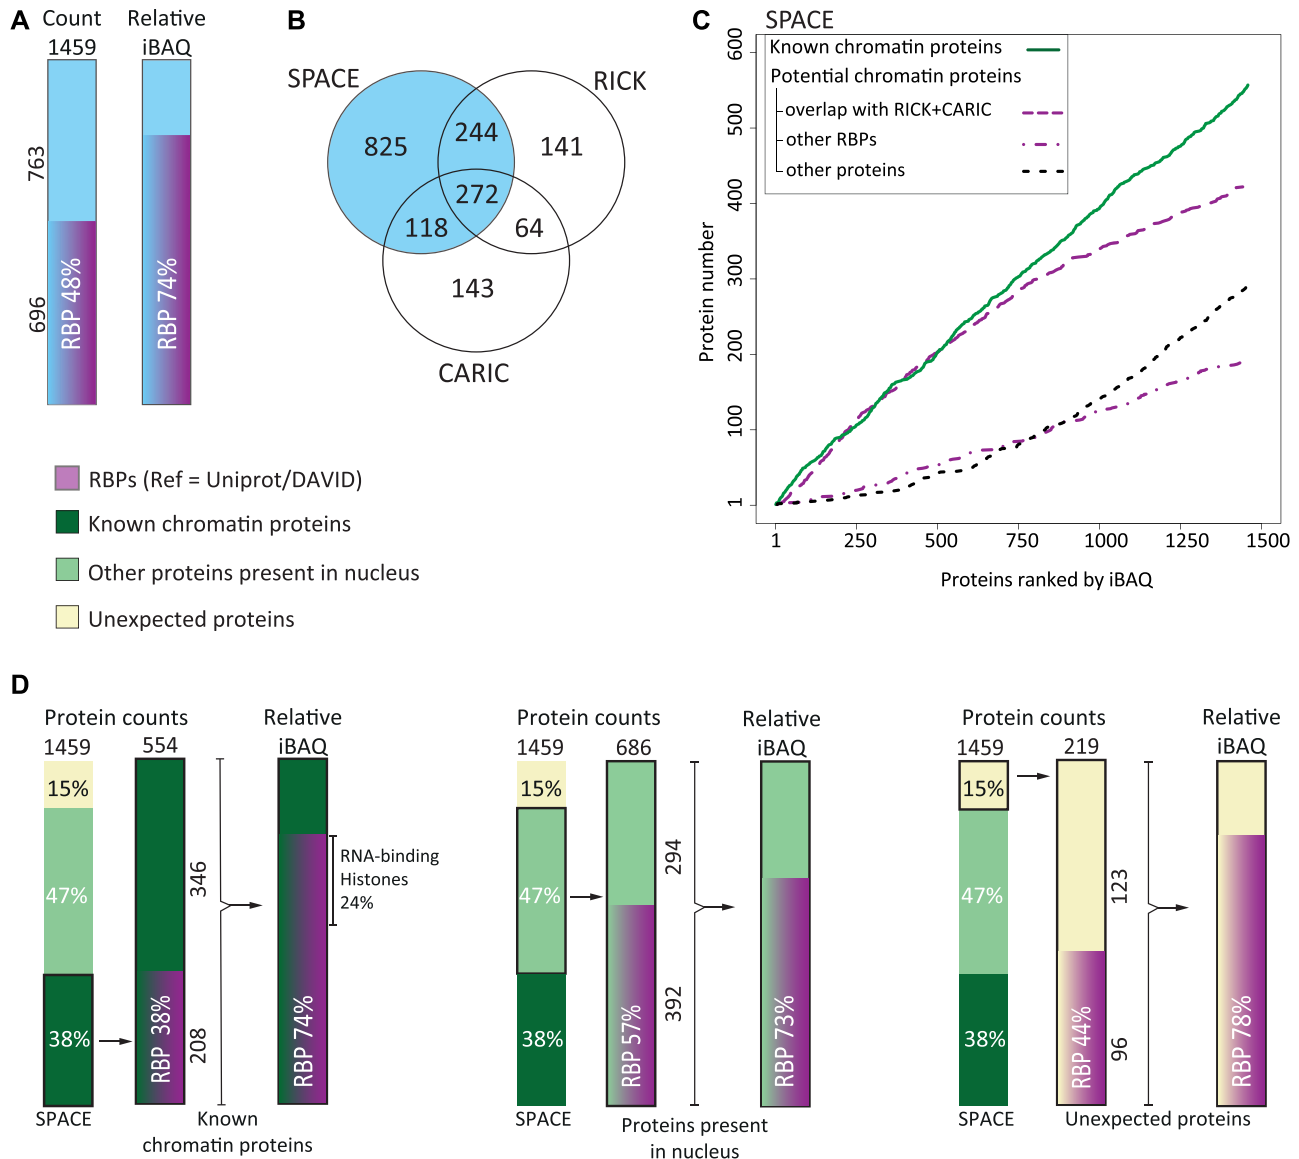 A
Count
Relative
1459
iBAQ
763
696
RBP 48%
RBP 74%
B
SPACE
RICK
825
244
141
272
118
64
143
CARIC
C
SPACE
Known chromatin proteins
Potential chromatin proteins
overlap with RICK+CARIC
other RBPs
other proteins
Protein number
600
500
400
300
200
100
1
1
250
500
750
1000
1250
1500
Proteins ranked by iBAQ
RBPs (Ref = Uniprot/DAVID)
Known chromatin proteins
Other proteins present in nucleus
Unexpected proteins
D
Protein counts
Relative
1459
554
iBAQ
15%
47%
38%
346
208
RBP 38%
RBP 74%
RNA-binding
Histones
24%
SPACE
Known
chromatin proteins
Protein counts
Relative
1459
686
iBAQ
15%
47%
38%
294
392
RBP 57%
RBP 73%
SPACE
Proteins present
in nucleus
Protein counts
Relative
1459
219
iBAQ
15%
47%
38%
123
96
RBP 44%
RBP 78%
SPACE
Unexpected proteins